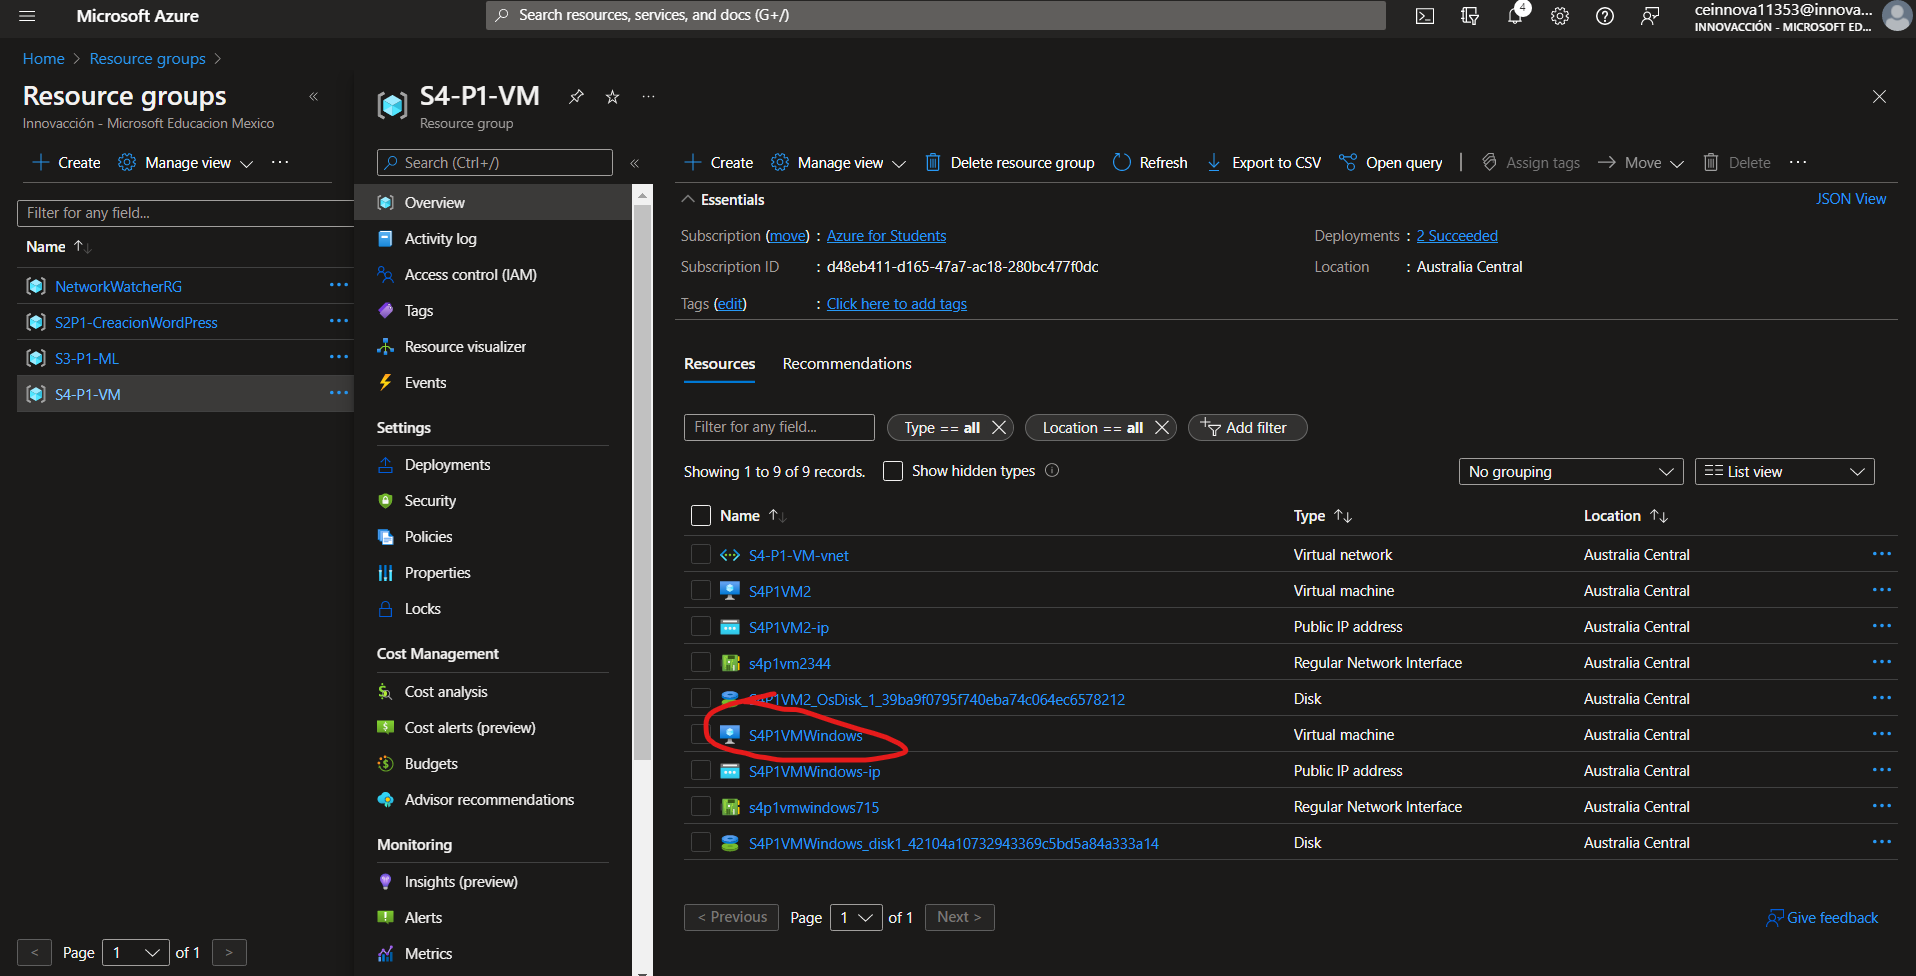 Microsoft Azure
Search resources, services, and docs (G+/)
4
ceinnova11353@innova...
INNOVACCIÓN - MICROSOFT ED...
Home > Resource groups >
Resource groups
Innovacción - Microsoft Educacion Mexico
Create
Manage view
Filter for any field...
Name
NetworkWatcherRG
S2P1-CreacionWordPress
S3-P1-ML
S4-P1-VM
< Page 1 of 1 >
S4-P1-VM
Resource group
Search (Ctrl+/)
Overview
Activity log
Access control (IAM)
Tags
Resource visualizer
Events
Settings
Deployments
Security
Policies
Properties
Locks
Cost Management
Cost analysis
Cost alerts (preview)
Budgets
Advisor recommendations
Monitoring
Insights (preview)
Alerts
Metrics
Create Manage view Delete resource group Refresh Export to CSV Open query | Assign tags Move Delete
Essentials
JSON View
Subscription (move) : Azure for Students
Deployments : 2 Succeeded
Subscription ID : d48eb411-d165-47a7-ac18-280bc477f0dc
Location : Australia Central
Tags (edit) : Click here to add tags
Resources Recommendations
Filter for any field... Type == all Location == all Add filter
Showing 1 to 9 of 9 records. Show hidden types No grouping List view
Name Type Location
S4-P1-VM-vnet Virtual network Australia Central
S4P1VM2 Virtual machine Australia Central
S4P1VM2-ip Public IP address Australia Central
s4p1vm2344 Regular Network Interface Australia Central
S4P1VM2_OsDisk_1_39ba9f0795f740eba74c064ec6578212 Disk Australia Central
S4P1VMWindows Virtual machine Australia Central
S4P1VMWindows-ip Public IP address Australia Central
s4p1vmwindows715 Regular Network Interface Australia Central
S4P1VMWindows_disk1_42104a10732943369c5bd5a84a333a14 Disk Australia Central
< Previous Page 1 of 1 Next >
Give feedback